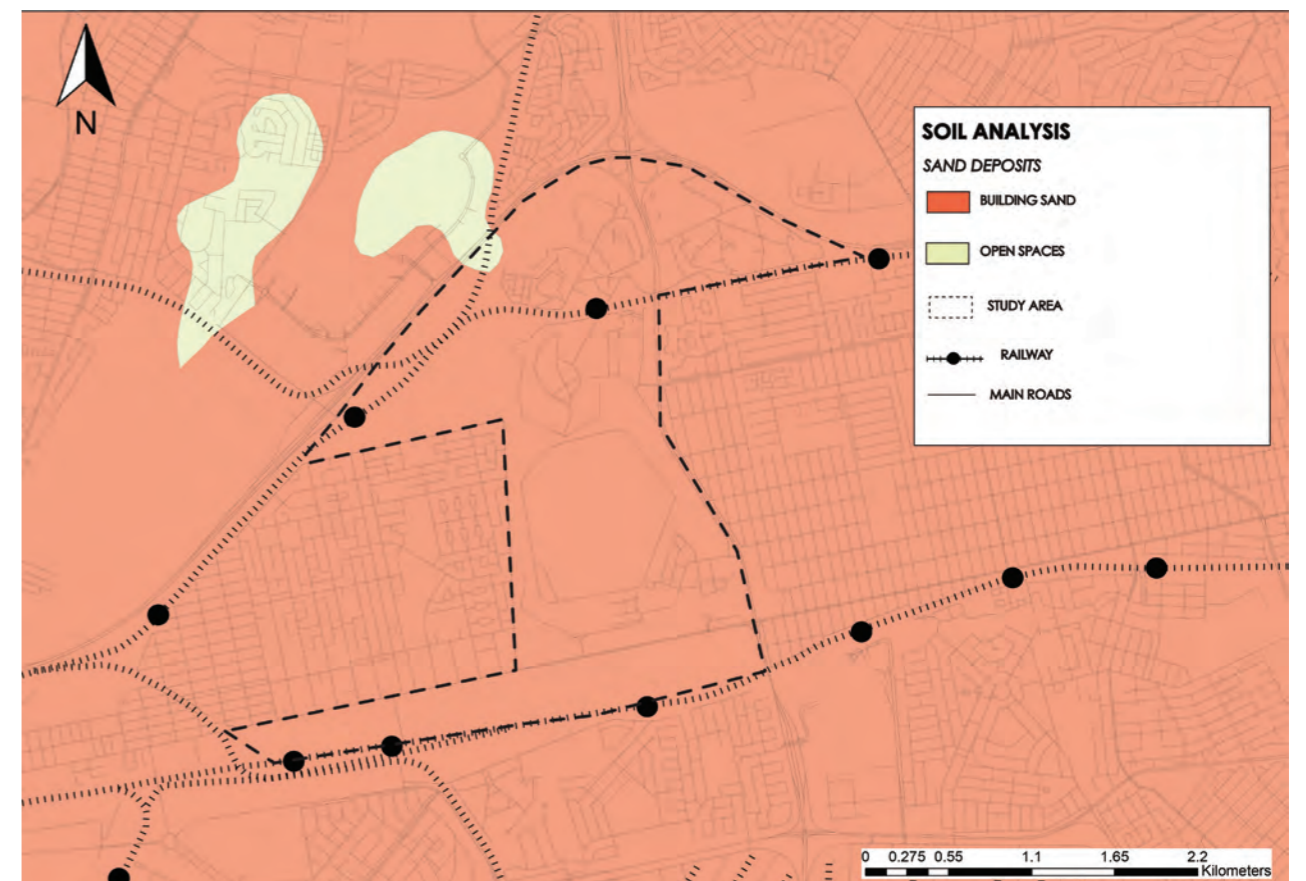 N
SOIL ANALYSIS
SAND DEPOSITS
BUILDING SAND
OPEN SPACES
STUDY AREA
RAILWAY
MAIN ROADS
0 0.275 0.55 1.1 1.65 2.2
Kilometers